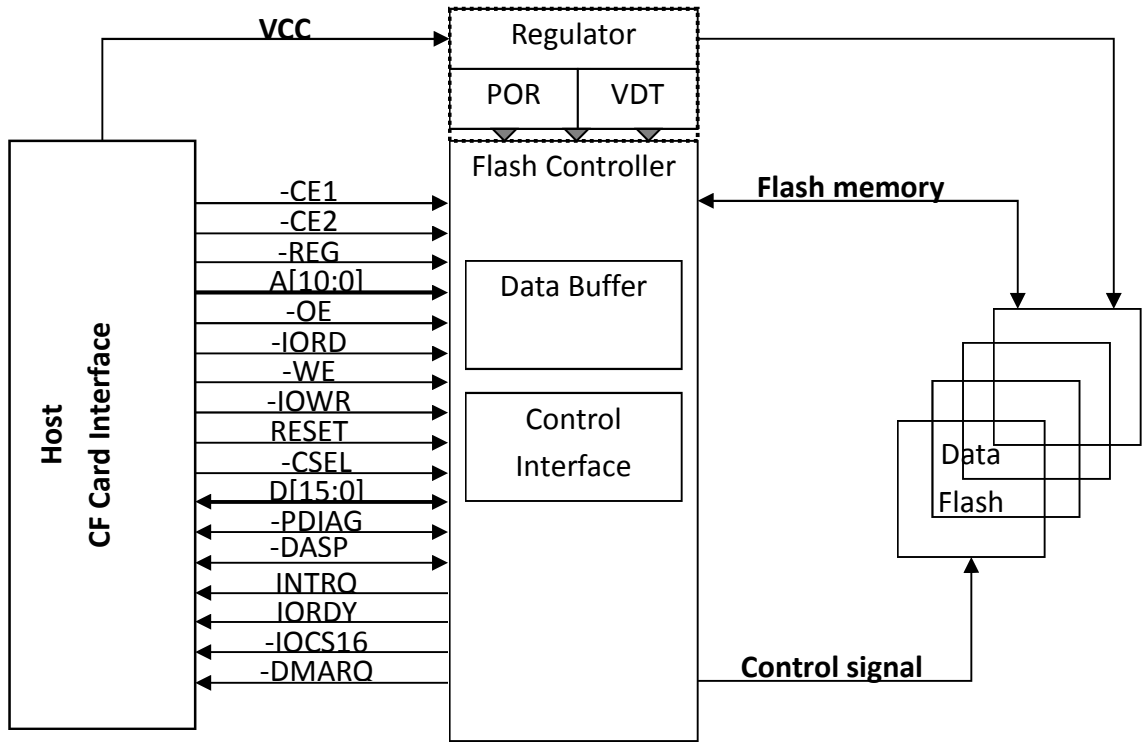 VCC
Regulator
POR
VDT
Flash Controller
Host
CF Card Interface
-CE1
-CE2
-REG
A[10:0]
-OE
-IORD
-WE
-IOWR
RESET
-CSEL
D[15:0]
-PDIAG
-DASP
INTRQ
IORDY
-IOCS16
-DMARQ
Data Buffer
Control
Interface
Flash memory
Data
Flash
Control signal